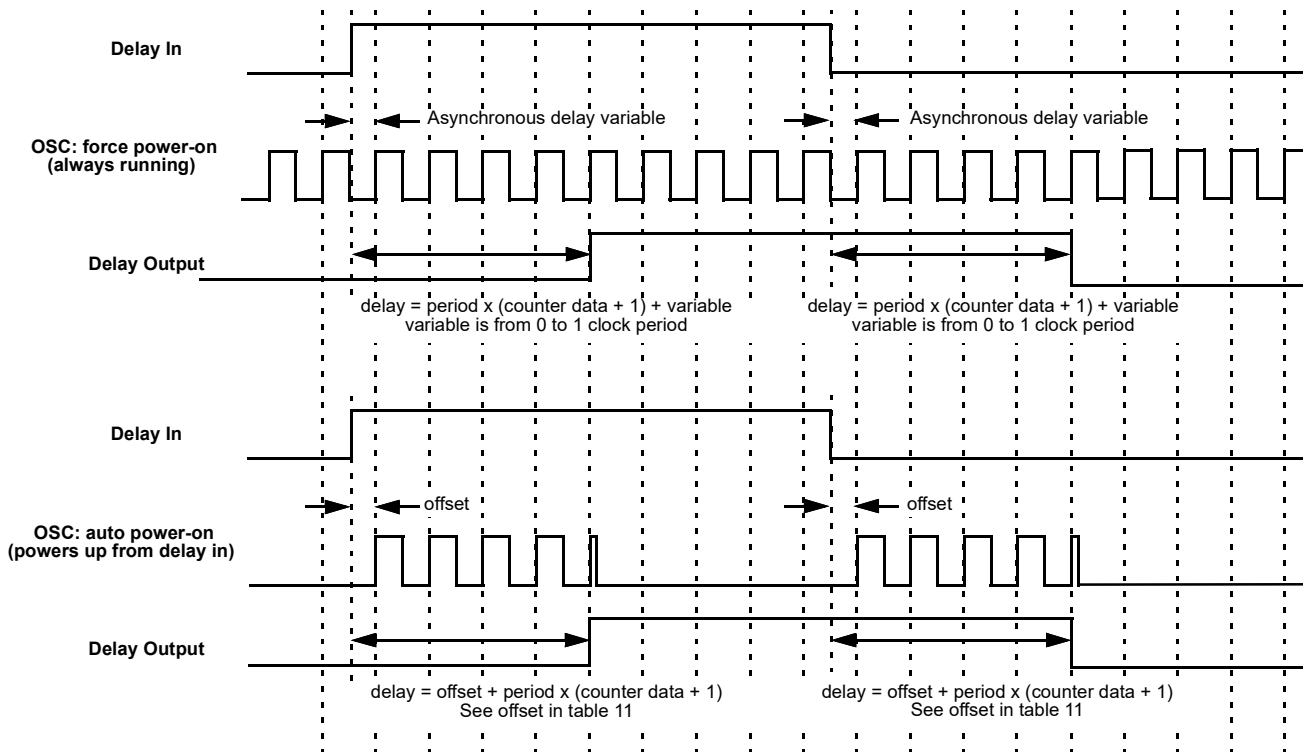 Delay In
Asynchronous delay variable
Asynchronous delay variable
OSC: force power-on
(always running)
Delay Output
delay = period x (counter data + 1) + variable
variable is from 0 to 1 clock period
delay = period x (counter data + 1) + variable
variable is from 0 to 1 clock period
Delay In
offset
offset
OSC: auto power-on
(powers up from delay in)
Delay Output
delay = offset + period x (counter data + 1)
See offset in table 11
delay = offset + period x (counter data + 1)
See offset in table 11